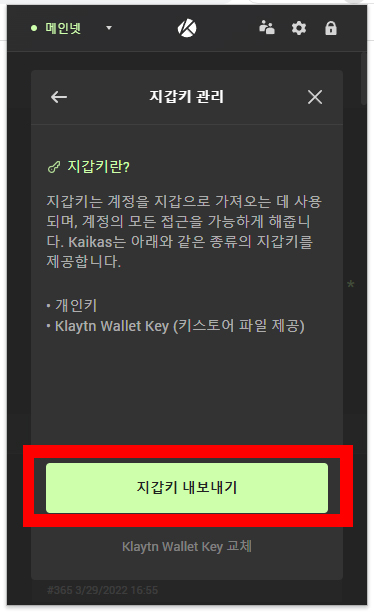 메인넷
지갑키 관리
지갑키란?
지갑키는 계정을 지갑으로 가져오는 데 사용
되며, 계정의 모든 접근을 가능하게 해줍니
다. Kaikas는 아래와 같은 종류의 지갑키를
제공합니다.
• 개인키
• Klaytn Wallet Key (키스토어 파일 제공)
*
지갑키 내보내기
Klaytn Wallet Key 교체
#365 3/29/2022 16:55